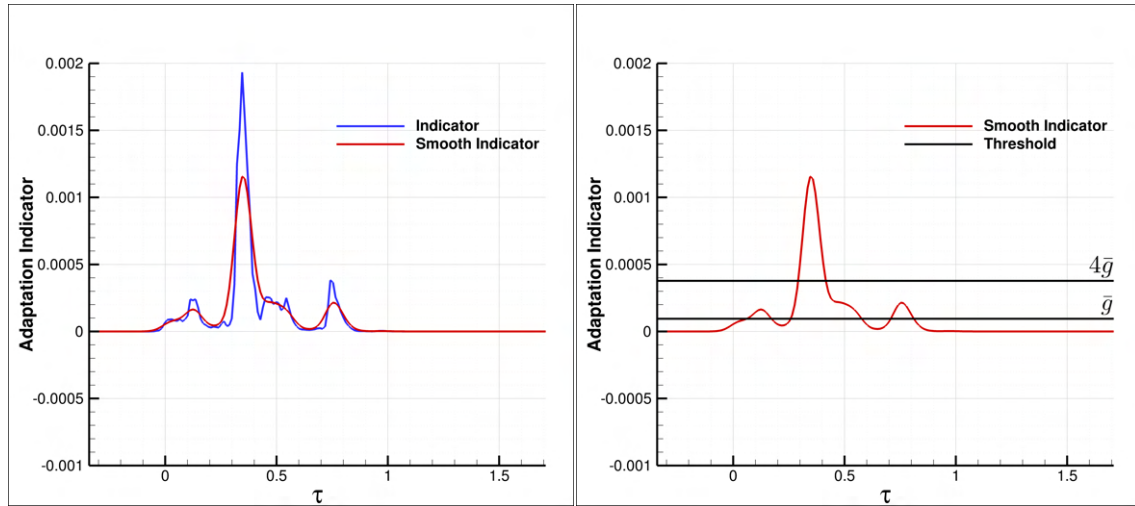 0.002
0.0015
0.001
0.0005
0
-0.0005
-0.001
Adaptation Indicator
Indicator
Smooth Indicator
0
0.5
1
1.5
τ
0.002
0.0015
0.001
0.0005
0
-0.0005
-0.001
Adaptation Indicator
Smooth Indicator
Threshold
4ḡ
ḡ
0
0.5
1
1.5
τ